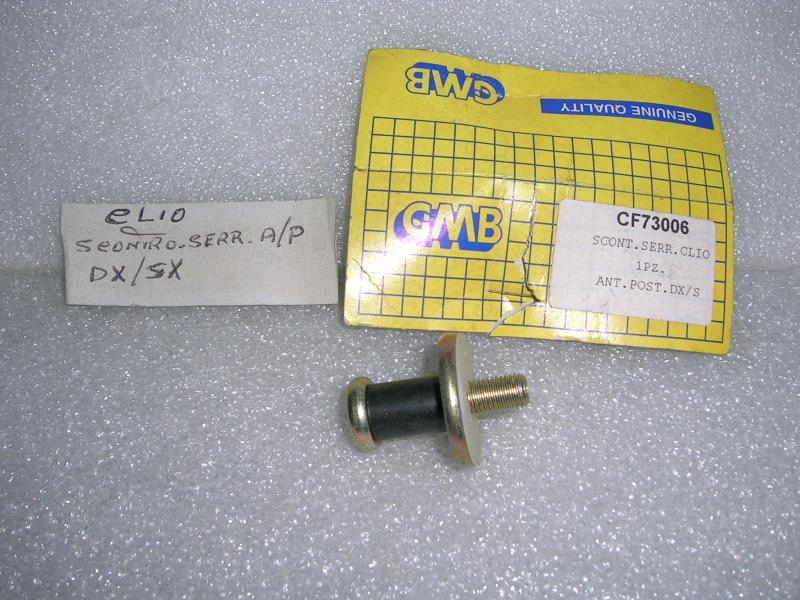 GMB
GENUINE QUALITY
GMB
CF73006
SCONT.SERR.CLIO
1PZ.
ANT.POST.DX/S
CLIO
SCONTRO.SERR. A/P
DX/SX